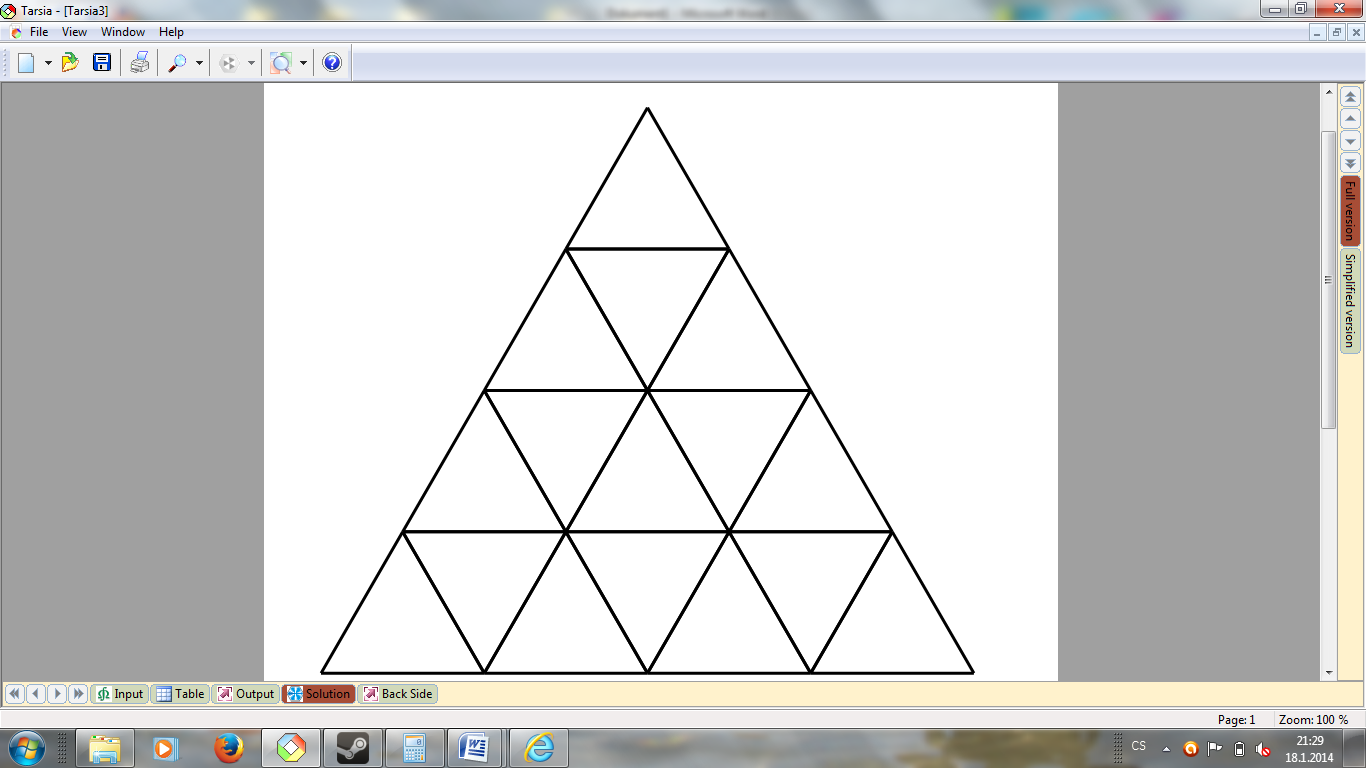 Tarsia - [Tarsia3]
File View Window Help
Full version
Simplified version
Input Table Output Solution Back Side
Page: 1 Zoom: 100 %
CS 21:29
18.1.2014